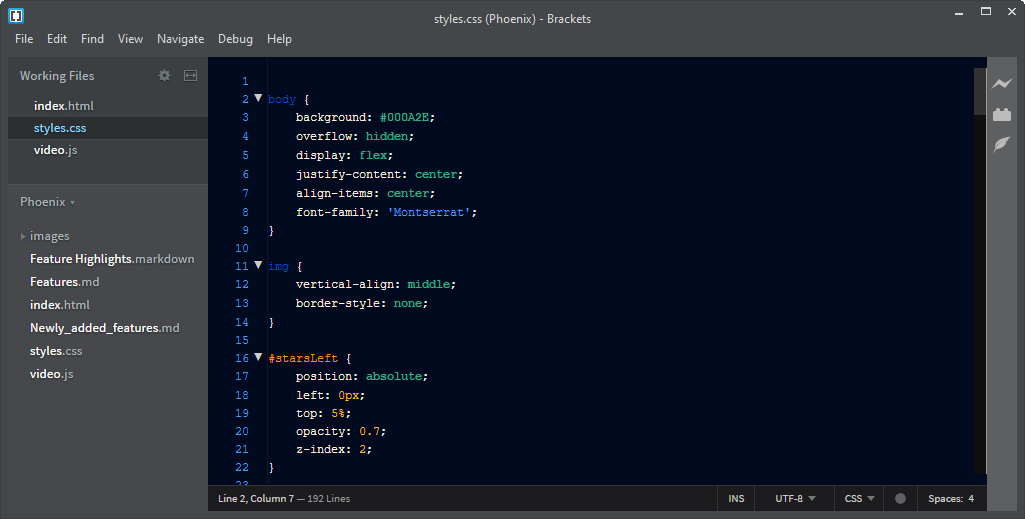 styles.css (Phoenix) - Brackets
File Edit Find View Navigate Debug Help
Working Files
index.html
styles.css
video.js
Phoenix
images
Feature Highlights.markdown
Features.md
index.html
Newly_added_features.md
styles.css
video.js
1
2 body {
3     background: #000A2E;
4     overflow: hidden;
5     display: flex;
6     justify-content: center;
7     align-items: center;
8     font-family: 'Montserrat';
9 }
10
11 img {
12     vertical-align: middle;
13     border-style: none;
14 }
15
16 #starsLeft {
17     position: absolute;
18     left: 0px;
19     top: 5%;
20     opacity: 0.7;
21     z-index: 2;
22 }
23
Line 2, Column 7 — 192 Lines INS UTF-8 CSS Spaces: 4